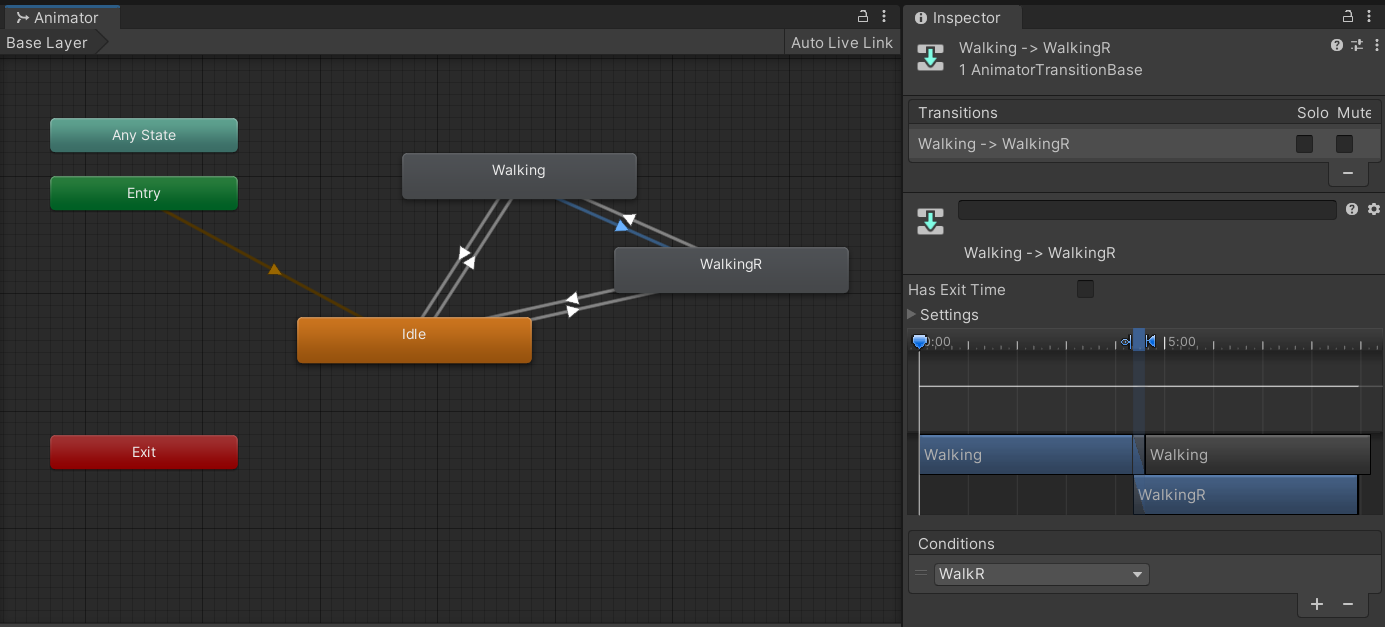 Animator
Base Layer
Auto Live Link
Any State
Entry
Walking
WalkingR
Idle
Exit
Inspector
Walking -> WalkingR
1 AnimatorTransitionBase
Transitions Solo Mute
Walking -> WalkingR
Walking -> WalkingR
Has Exit Time
Settings
0:00 5:00
Walking Walking
WalkingR
Conditions
WalkR